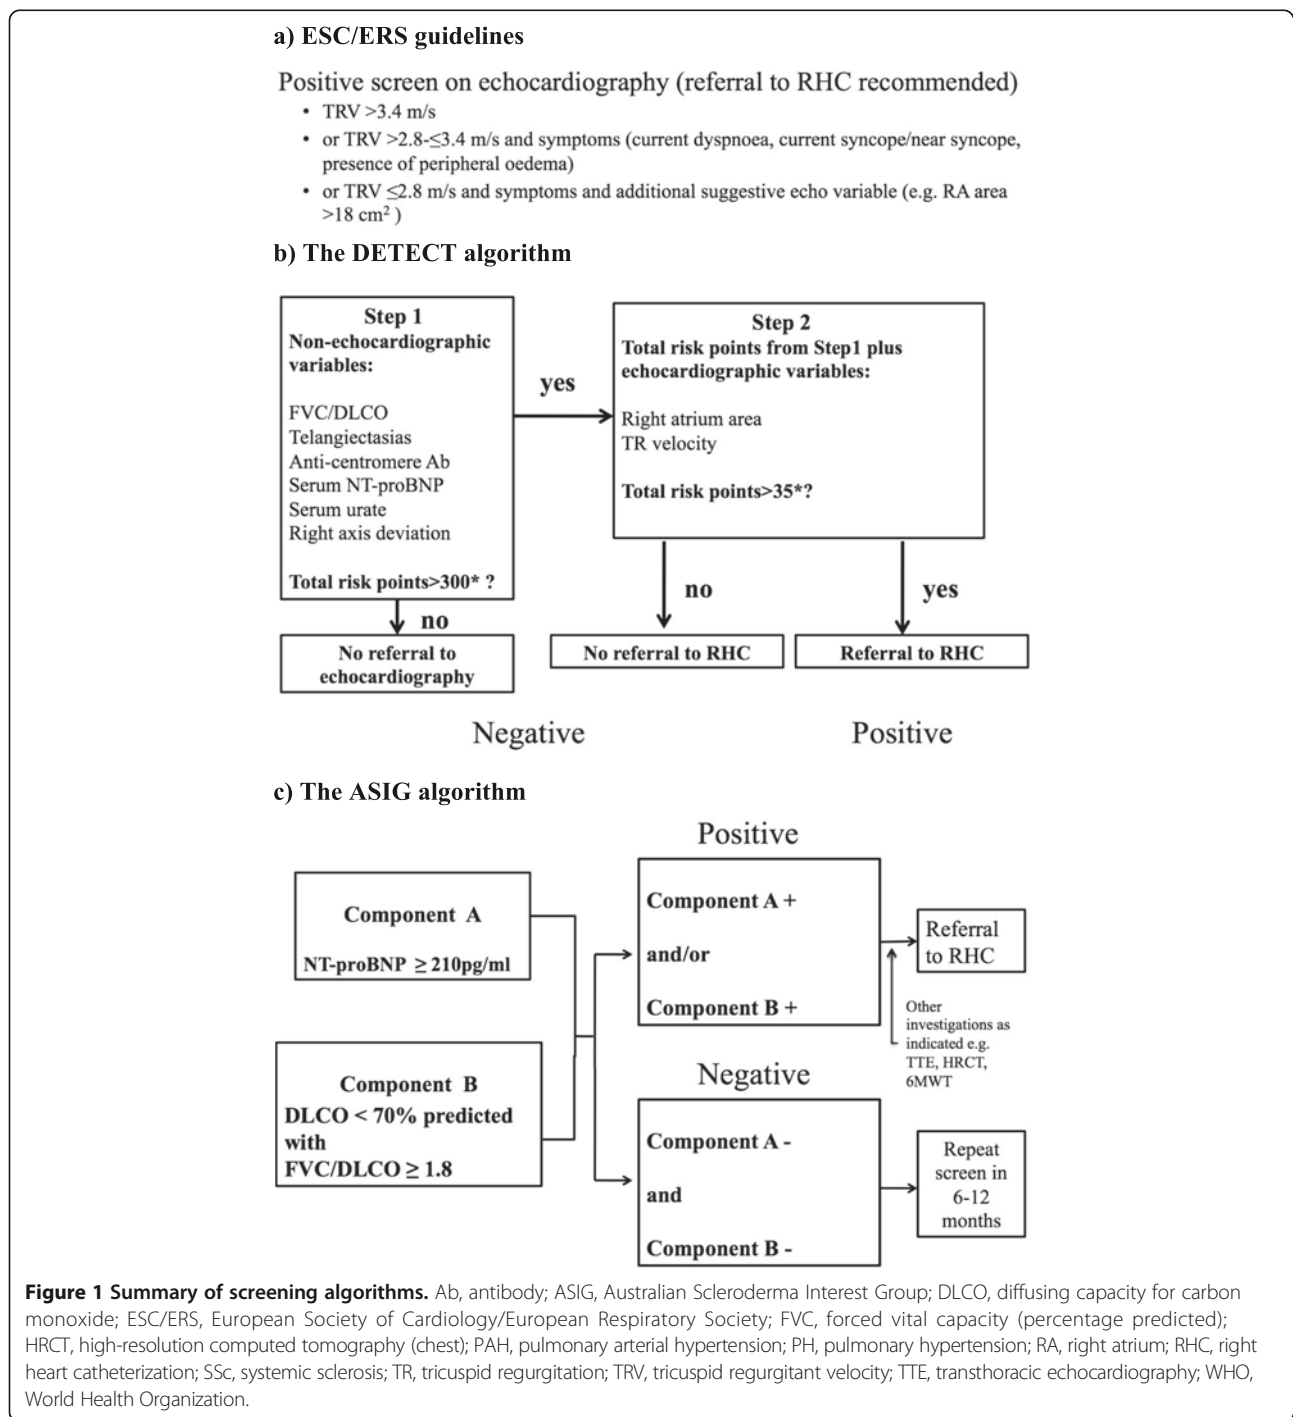 a) ESC/ERS guidelines
Positive screen on echocardiography (referral to RHC recommended)
• TRV >3.4 m/s
• or TRV >2.8-≤3.4 m/s and symptoms (current dyspnoea, current syncope/near syncope,
presence of peripheral oedema)
• or TRV ≤2.8 m/s and symptoms and additional suggestive echo variable (e.g. RA area
>18 cm² )
b) The DETECT algorithm
Step 1
Non-echocardiographic
variables:
FVC/DLCO
Telangiectasias
Anti-centromere Ab
Serum NT-proBNP
Serum urate
Right axis deviation
Total risk points>300* ?
yes
Step 2
Total risk points from Step1 plus
echocardiographic variables:
Right atrium area
TR velocity
Total risk points>35*?
no
no
yes
No referral to
echocardiography
No referral to RHC
Referral to RHC
Negative
Positive
c) The ASIG algorithm
Component A
NT-proBNP ≥ 210pg/ml
Component B
DLCO < 70% predicted
with
FVC/DLCO ≥ 1.8
Positive
Component A +
and/or
Component B +
Referral
to RHC
Other
investigations as
indicated e.g.
TTE, HRCT,
6MWT
Negative
Component A -
and
Component B -
Repeat
screen in
6-12
months
Figure 1 Summary of screening algorithms. Ab, antibody; ASIG, Australian Scleroderma Interest Group; DLCO, diffusing capacity for carbon
monoxide; ESC/ERS, European Society of Cardiology/European Respiratory Society; FVC, forced vital capacity (percentage predicted);
HRCT, high-resolution computed tomography (chest); PAH, pulmonary arterial hypertension; PH, pulmonary hypertension; RA, right atrium; RHC, right
heart catheterization; SSc, systemic sclerosis; TR, tricuspid regurgitation; TRV, tricuspid regurgitant velocity; TTE, transthoracic echocardiography; WHO,
World Health Organization.